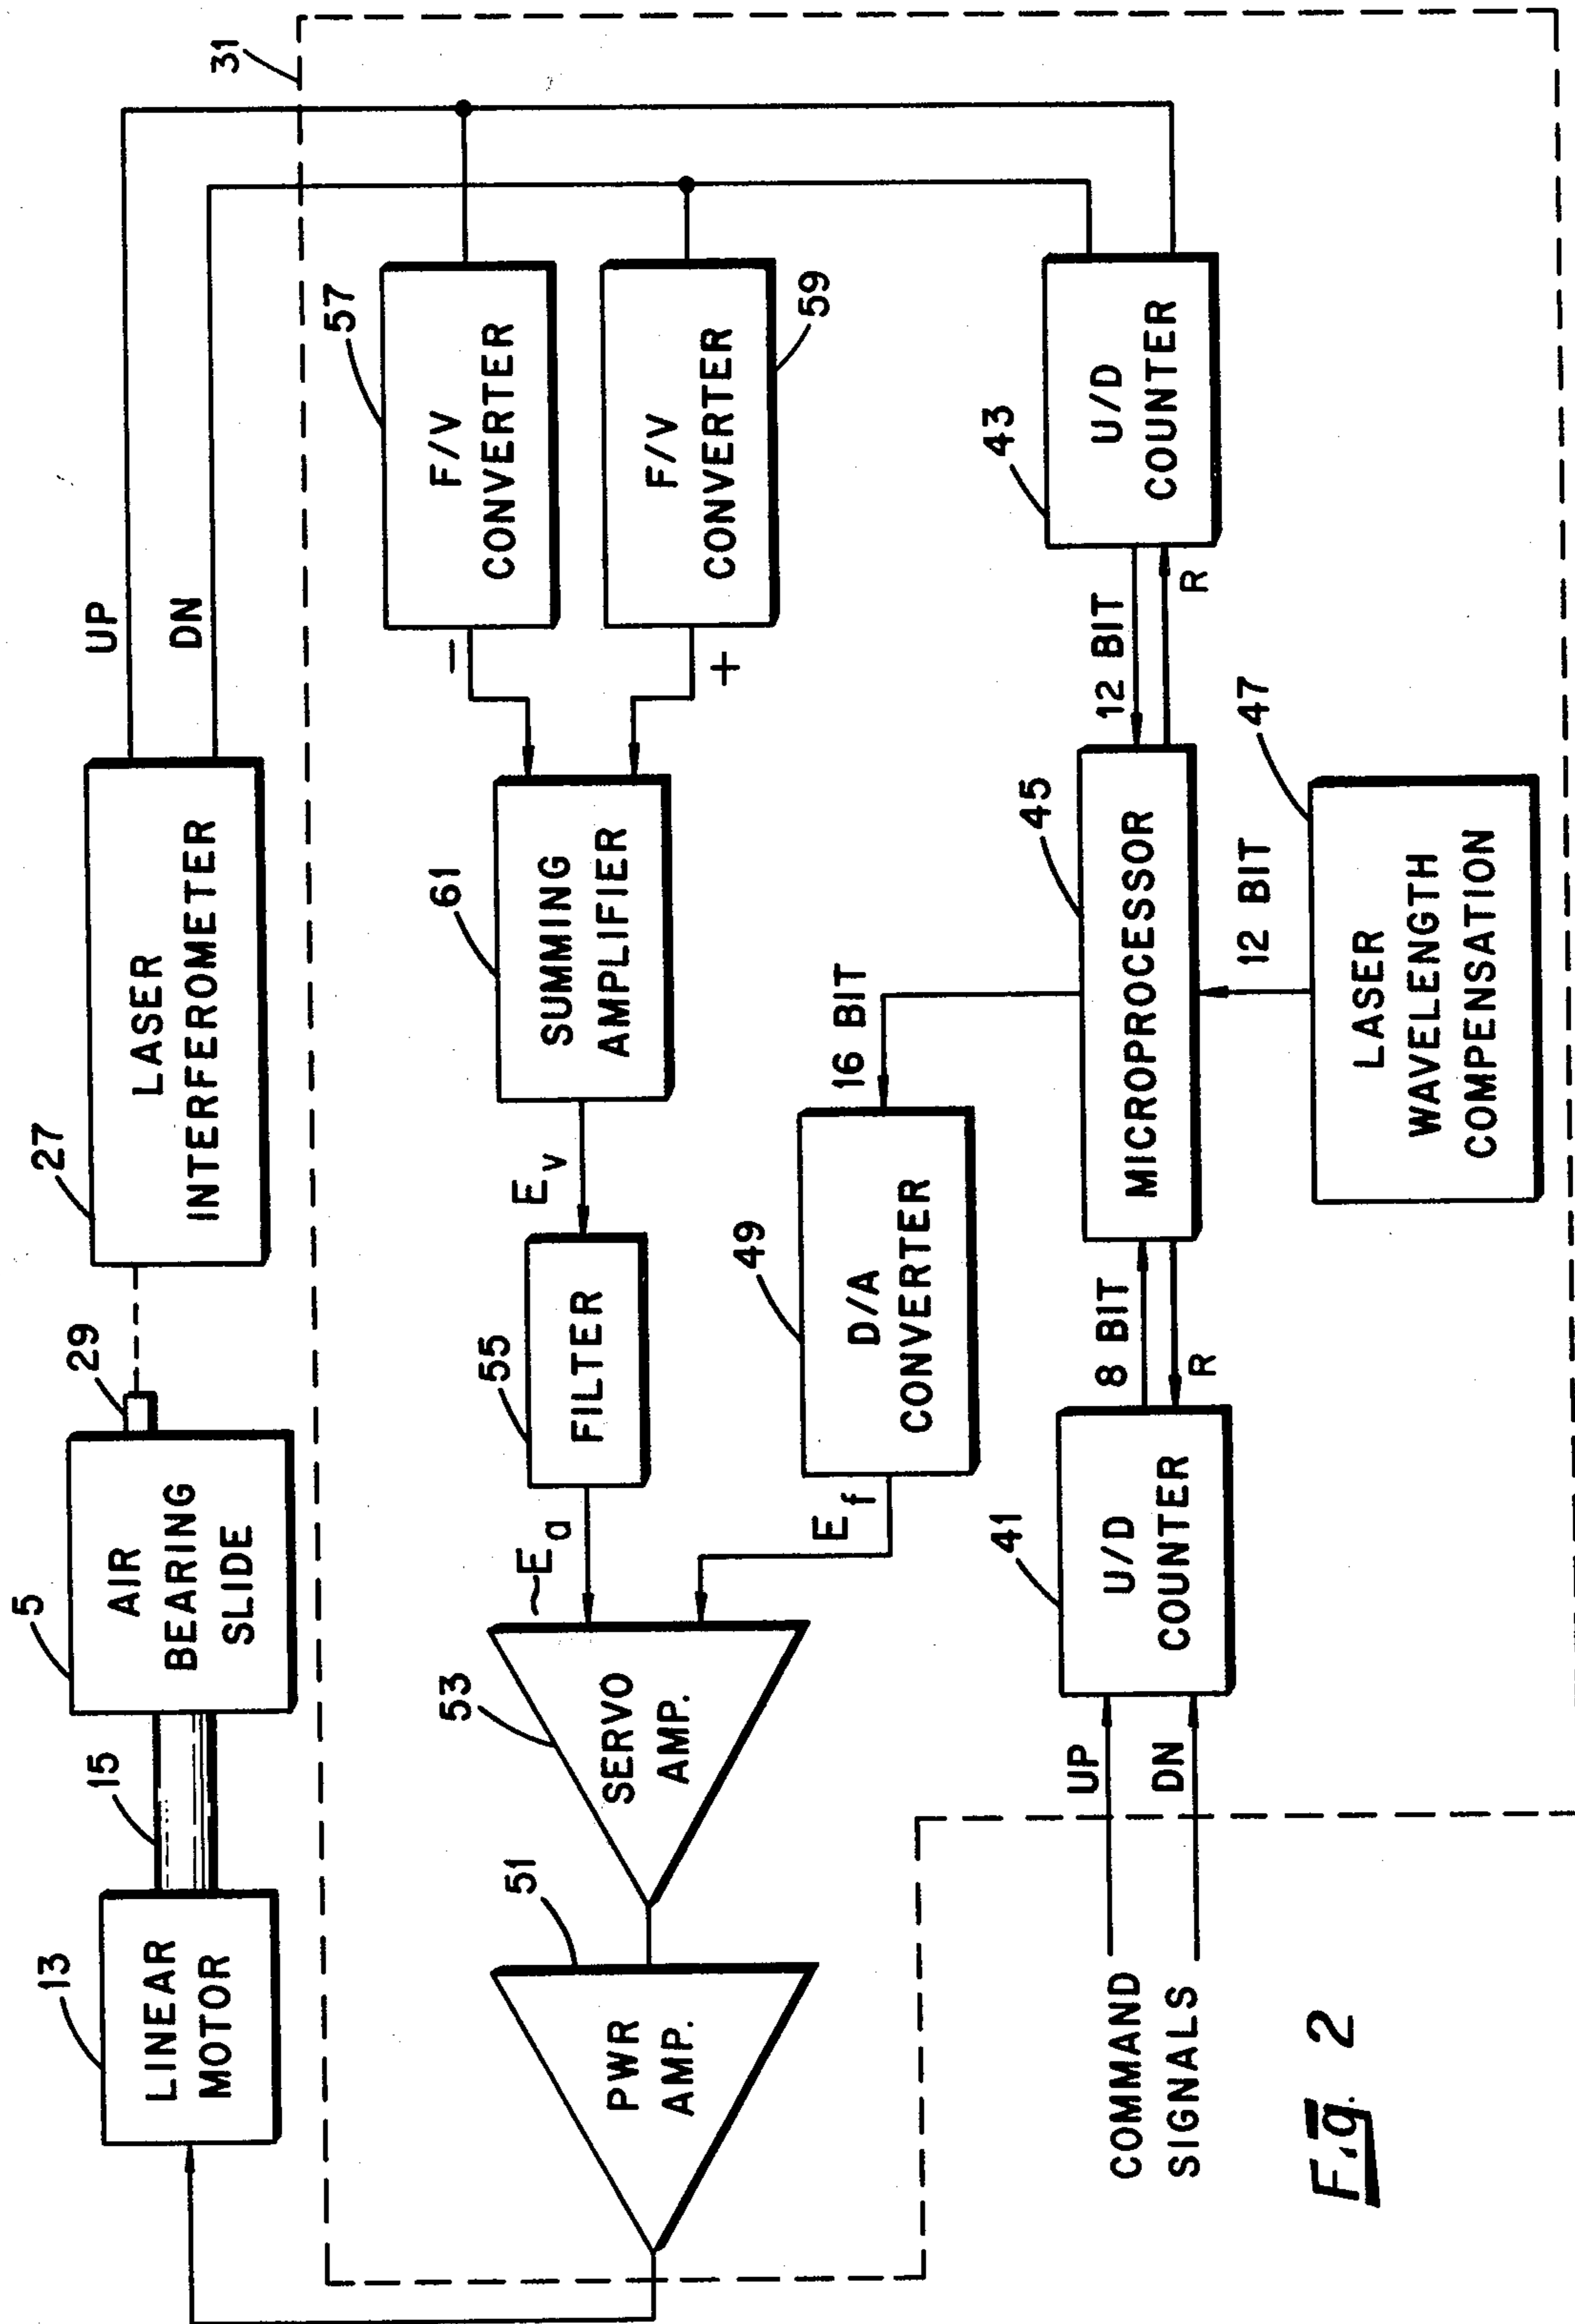 13
LINEAR
MOTOR
15
5
AIR
BEARING
SLIDE
29
27
LASER
INTERFEROMETER
UP
DN
31
51
PWR
AMP.
53
SERVO
AMP.
~Ea
55
FILTER
Ev
61
SUMMING
AMPLIFIER
−
+
57
F/V
CONVERTER
F/V
CONVERTER
59
Ef
49
D/A
CONVERTER
16 BIT
COMMAND
SIGNALS
UP
DN
41
U/D
COUNTER
8 BIT
R
45
MICROPROCESSOR
12 BIT
R
43
U/D
COUNTER
12 BIT
47
LASER
WAVELENGTH
COMPENSATION
Fig. 2